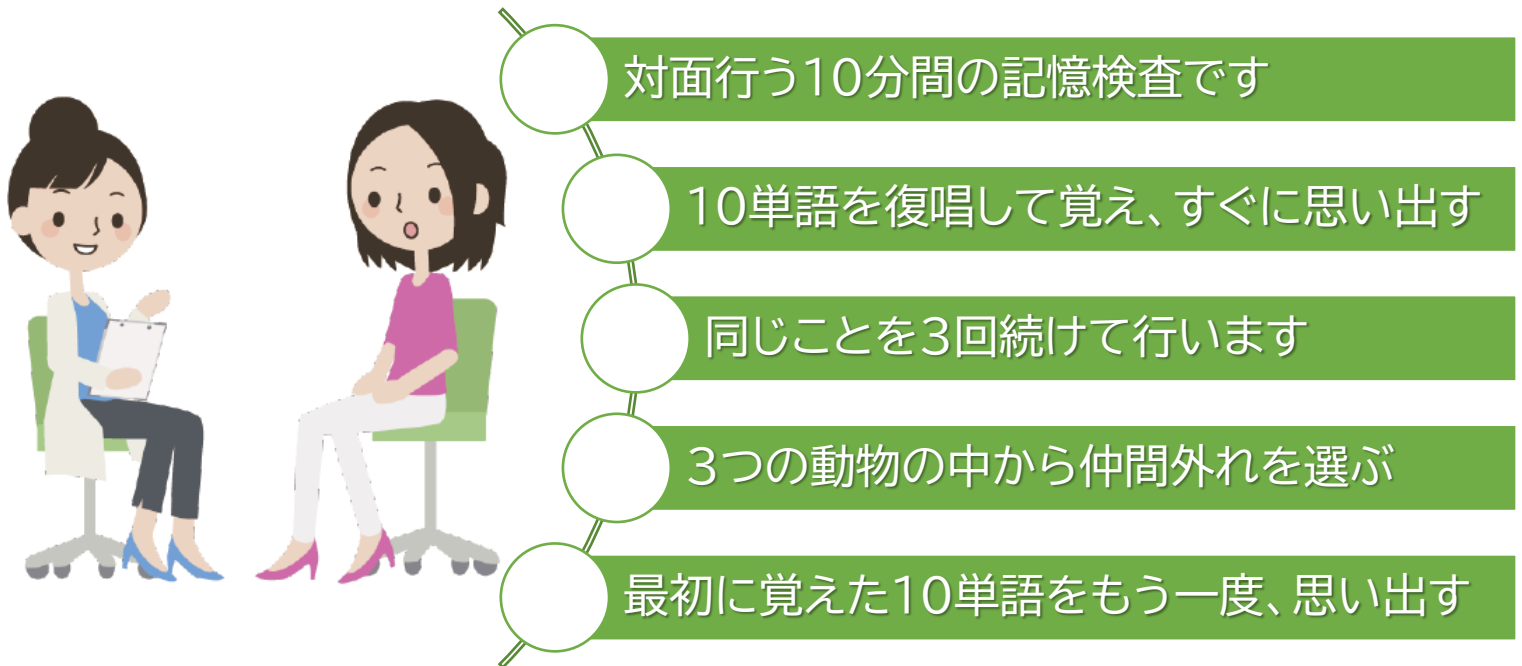 対面行う10分間の記憶検査です
10単語を復唱して覚え、すぐに思い出す
同じことを3回続けて行います
3つの動物の中から仲間外れを選ぶ
最初に覚えた10単語をもう一度、思い出す